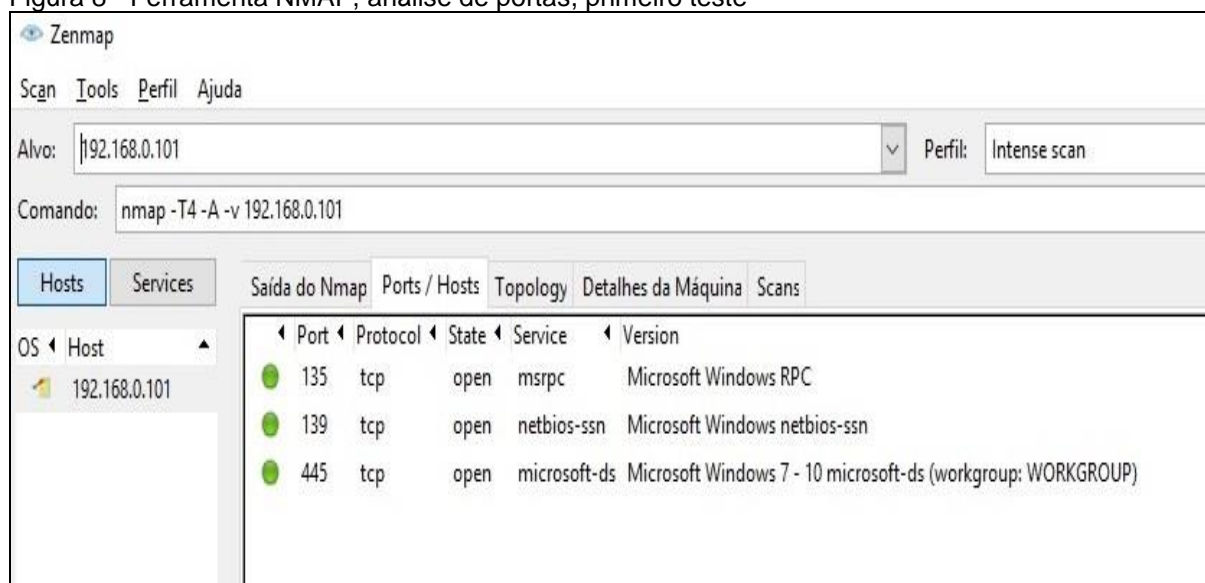 Figura 8 - Ferramenta NMAP, análise de portas, primeiro teste
Zenmap
Scan Tools Perfil Ajuda
Alvo: 192.168.0.101 Perfil: Intense scan
Comando: nmap -T4 -A -v 192.168.0.101
Hosts Services Saída do Nmap Ports / Hosts Topology Detalhes da Máquina Scans
OS Host Port Protocol State Service Version
192.168.0.101 135 tcp open msrpc Microsoft Windows RPC
139 tcp open netbios-ssn Microsoft Windows netbios-ssn
445 tcp open microsoft-ds Microsoft Windows 7 - 10 microsoft-ds (workgroup: WORKGROUP)